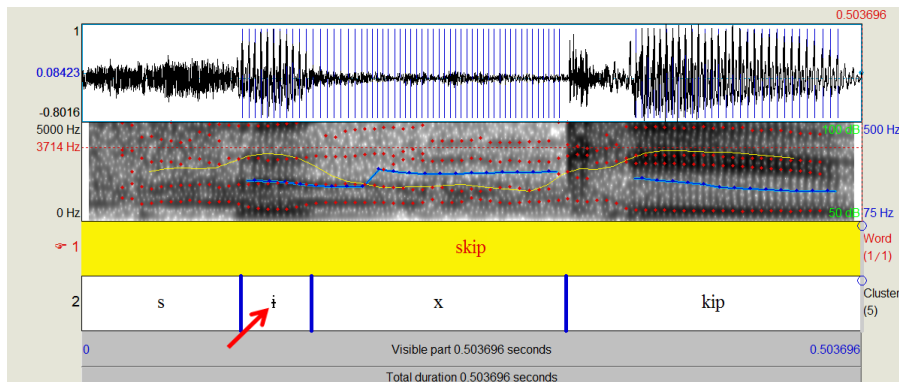 0.503696
1
0.08423
-0.8016
5000 Hz 100 dB 500 Hz
3714 Hz
0 Hz 50 dB 75 Hz
☞ 1 skip Word
(1/1)
2 s ɨ x kip Cluster
(5)
0 Visible part 0.503696 seconds 0.503696
Total duration 0.503696 seconds